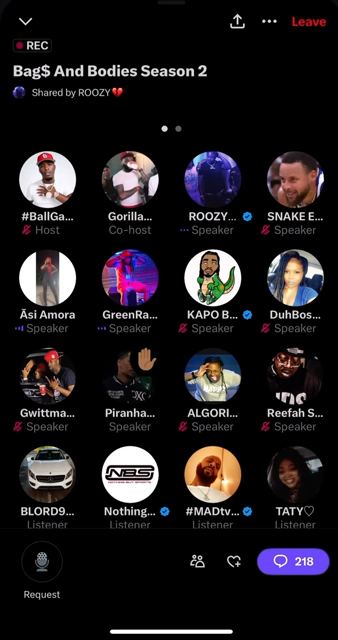 Leave
REC
Bag$ And Bodies Season 2
Shared by ROOZY💔
#BallGa... Gorilla... ROOZY... SNAKE E...
Host Co-host Speaker Speaker
Āsi Amora GreenRa... KAPO B... DuhBos...
Speaker Speaker Speaker Speaker
Gwittma... Piranha... ALGORI... Reefah S...
Speaker Speaker Speaker Speaker
NBS
BLORD9... Nothing... #MADtv... TATY♡
Listener Listener Listener Listener
218
Request